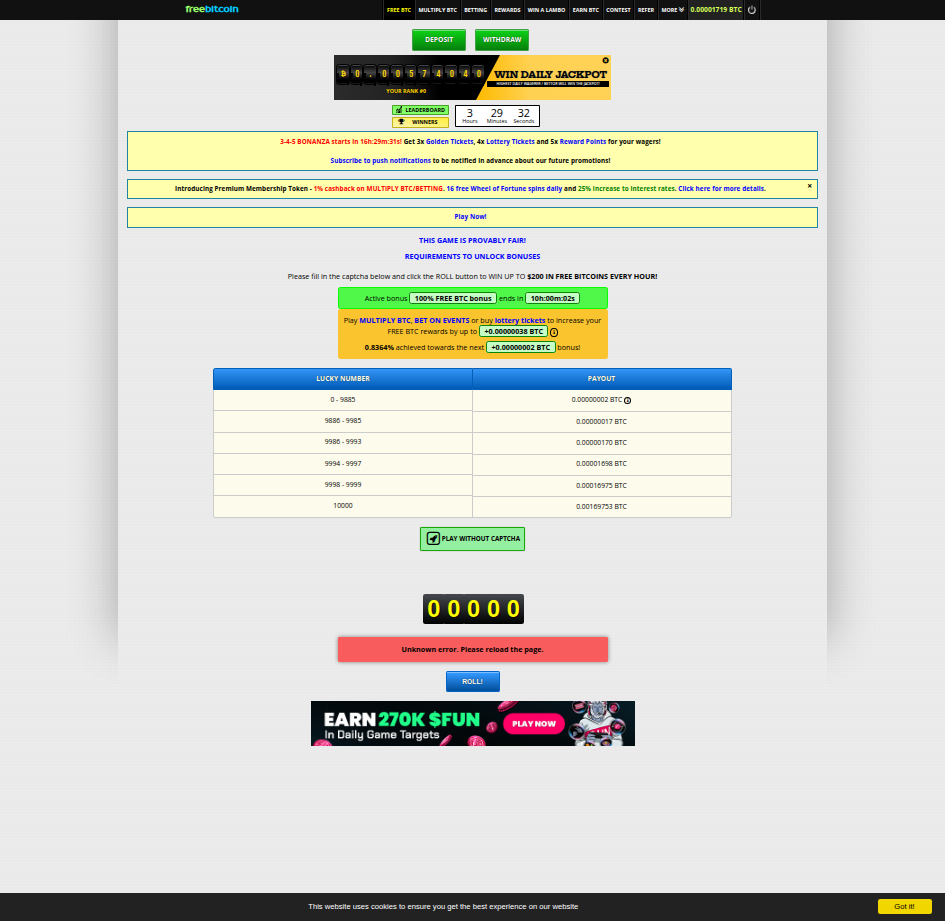 freebitcoin FREE BTC MULTIPLY BTC BETTING REWARDS WIN A LAMBO EARN BTC CONTEST REFER MORE 0.00001719 BTC
DEPOSIT WITHDRAW
₿ 0 . 0 0 5 7 4 0 4 0 WIN DAILY JACKPOT
HIGHEST DAILY WAGERER / BETTOR WILL WIN THE JACKPOT
YOUR RANK #0
LEADERBOARD
WINNERS
3 29 32
Hours Minutes Seconds
3-4-5 BONANZA starts in 16h:29m:31s! Get 3x Golden Tickets, 4x Lottery Tickets and 5x Reward Points for your wagers!
Subscribe to push notifications to be notified in advance about our future promotions!
Introducing Premium Membership Token - 1% cashback on MULTIPLY BTC/BETTING. 16 free Wheel of Fortune spins daily and 25% increase to interest rates. Click here for more details.
Play Now!
THIS GAME IS PROVABLY FAIR!
REQUIREMENTS TO UNLOCK BONUSES
Please fill in the captcha below and click the ROLL button to WIN UP TO $200 IN FREE BITCOINS EVERY HOUR!
Active bonus 100% FREE BTC bonus ends in 10h:00m:02s
Play MULTIPLY BTC, BET ON EVENTS or buy lottery tickets to increase your
FREE BTC rewards by up to +0.00000038 BTC
0.8364% achieved towards the next +0.00000002 BTC bonus!
LUCKY NUMBER PAYOUT
0 - 9885 0.00000002 BTC
9886 - 9985 0.00000017 BTC
9986 - 9993 0.00000170 BTC
9994 - 9997 0.00001698 BTC
9998 - 9999 0.00016975 BTC
10000 0.00169753 BTC
PLAY WITHOUT CAPTCHA
0 0 0 0 0
Unknown error. Please reload the page.
ROLL!
EARN 270K $FUN
In Daily Game Targets
PLAY NOW
This website uses cookies to ensure you get the best experience on our website Got it!